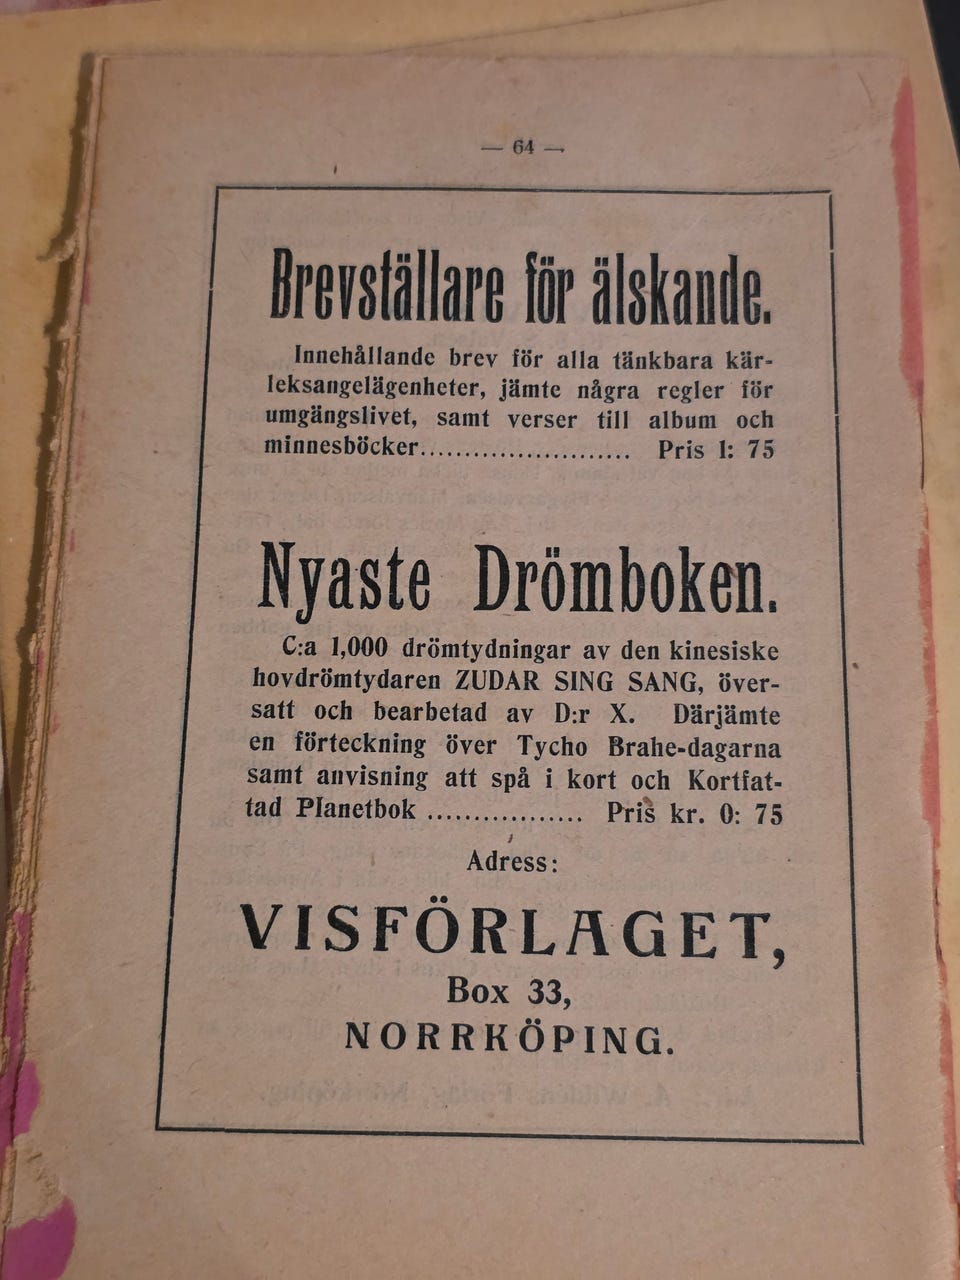 — 64 —
Brevställare för älskande.
Innehållande brev för alla tänkbara kär-
leksangelägenheter, jämte några regler för
umgängslivet, samt verser till album och
minnesböcker........................ Pris 1: 75
Nyaste Drömboken.
C:a 1,000 drömtydningar av den kinesiske
hovdrömtydaren ZUDAR SING SANG, över-
satt och bearbetad av D:r X. Därjämte
en förteckning över Tycho Brahe-dagarna
samt anvisning att spå i kort och Kortfat-
tad Planetbok ................. Pris kr. 0: 75
Adress:
VISFÖRLAGET,
Box 33,
NORRKÖPING.